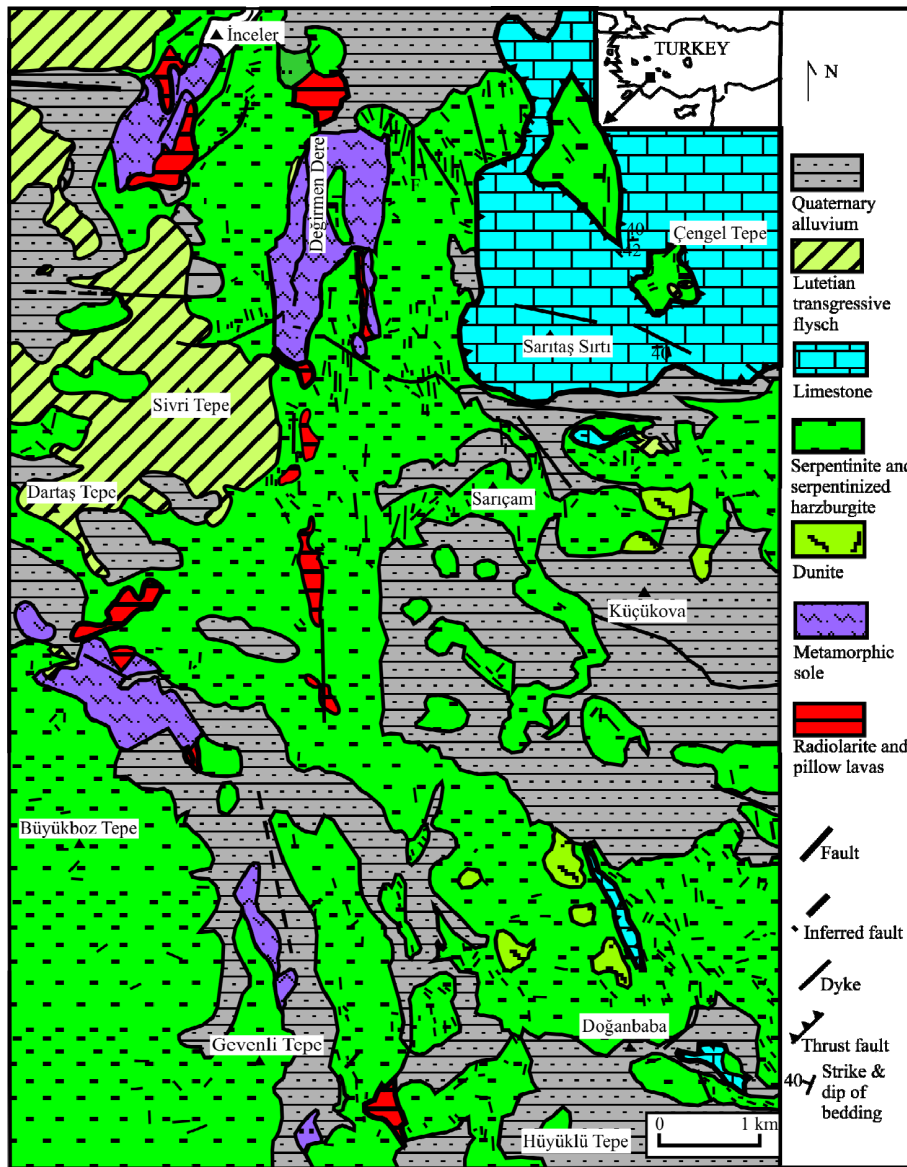 İnceler
TURKEY
N
Değirmen Dere
F
40
42
Çengel Tepe
Sarıtaş Sırtı
40
Sivri Tepe
Dartaş Tepe
Sarıçam
Küçükova
Büyükboz Tepe
Gevenli Tepe
Doğanbaba
Hüyüklü Tepe
0 1 km
Quaternary
alluvium
Lutetian
transgressive
flysch
Limestone
Serpentinite and
serpentinized
harzburgite
Dunite
Metamorphic
sole
Radiolarite and
pillow lavas
Fault
Inferred fault
Dyke
Thrust fault
40 Strike &
dip of
bedding